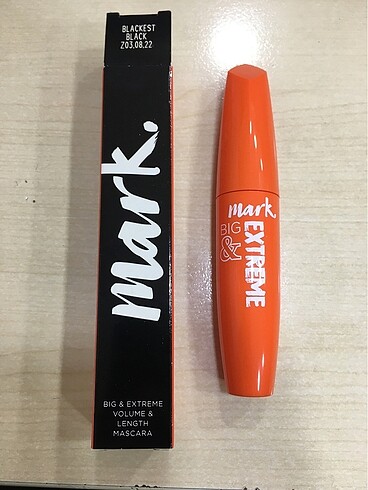 BLACKEST
BLACK
Z03.08.22
mark.
BIG & EXTREME
VOLUME &
LENGTH
MASCARA
mark.
BIG
&
EXTREME